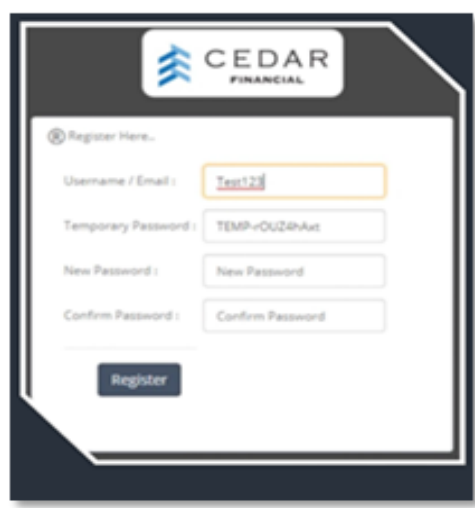 CEDAR
FINANCIAL
Register Here..
Username / Email :
Test123
Temporary Password :
TEMP-rOUZ4hAxt
New Password :
New Password
Confirm Password :
Confirm Password
Register